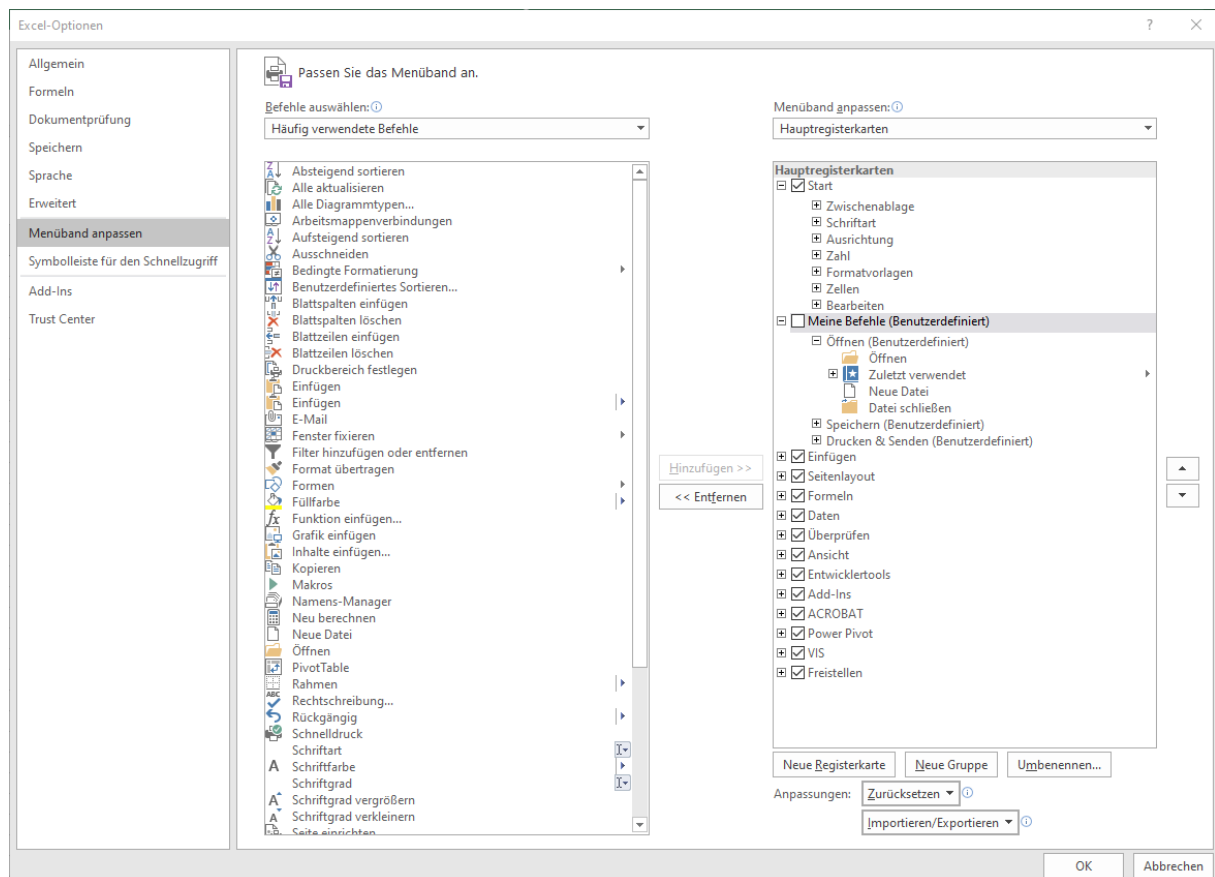 Excel-Optionen
?
Allgemein
Formeln
Dokumentprüfung
Speichern
Sprache
Erweitert
Menüband anpassen
Symbolleiste für den Schnellzugriff
Add-Ins
Trust Center
Passen Sie das Menüband an.
Befehle auswählen:
Häufig verwendete Befehle
Absteigend sortieren
Alle aktualisieren
Alle Diagrammtypen...
Arbeitsmappenverbindungen
Aufsteigend sortieren
Ausschneiden
Bedingte Formatierung
Benutzerdefiniertes Sortieren...
Blattspalten einfügen
Blattspalten löschen
Blattzeilen einfügen
Blattzeilen löschen
Druckbereich festlegen
Einfügen
Einfügen
E-Mail
Fenster fixieren
Filter hinzufügen oder entfernen
Format übertragen
Formen
Füllfarbe
Funktion einfügen...
Grafik einfügen
Inhalte einfügen...
Kopieren
Makros
Namens-Manager
Neu berechnen
Neue Datei
Öffnen
PivotTable
Rahmen
Rechtschreibung...
Rückgängig
Schnelldruck
Schriftart
Schriftfarbe
Schriftgrad
Schriftgrad vergrößern
Schriftgrad verkleinern
Seite einrichten
Hinzufügen >>
<< Entfernen
Menüband anpassen:
Hauptregisterkarten
Hauptregisterkarten
Start
Zwischenablage
Schriftart
Ausrichtung
Zahl
Formatvorlagen
Zellen
Bearbeiten
Meine Befehle (Benutzerdefiniert)
Öffnen (Benutzerdefiniert)
Öffnen
Zuletzt verwendet
Neue Datei
Datei schließen
Speichern (Benutzerdefiniert)
Drucken & Senden (Benutzerdefiniert)
Einfügen
Seitenlayout
Formeln
Daten
Überprüfen
Ansicht
Entwicklertools
Add-Ins
ACROBAT
Power Pivot
VIS
Freistellen
Neue Registerkarte Neue Gruppe Umbenennen...
Anpassungen: Zurücksetzen
Importieren/Exportieren
OK Abbrechen